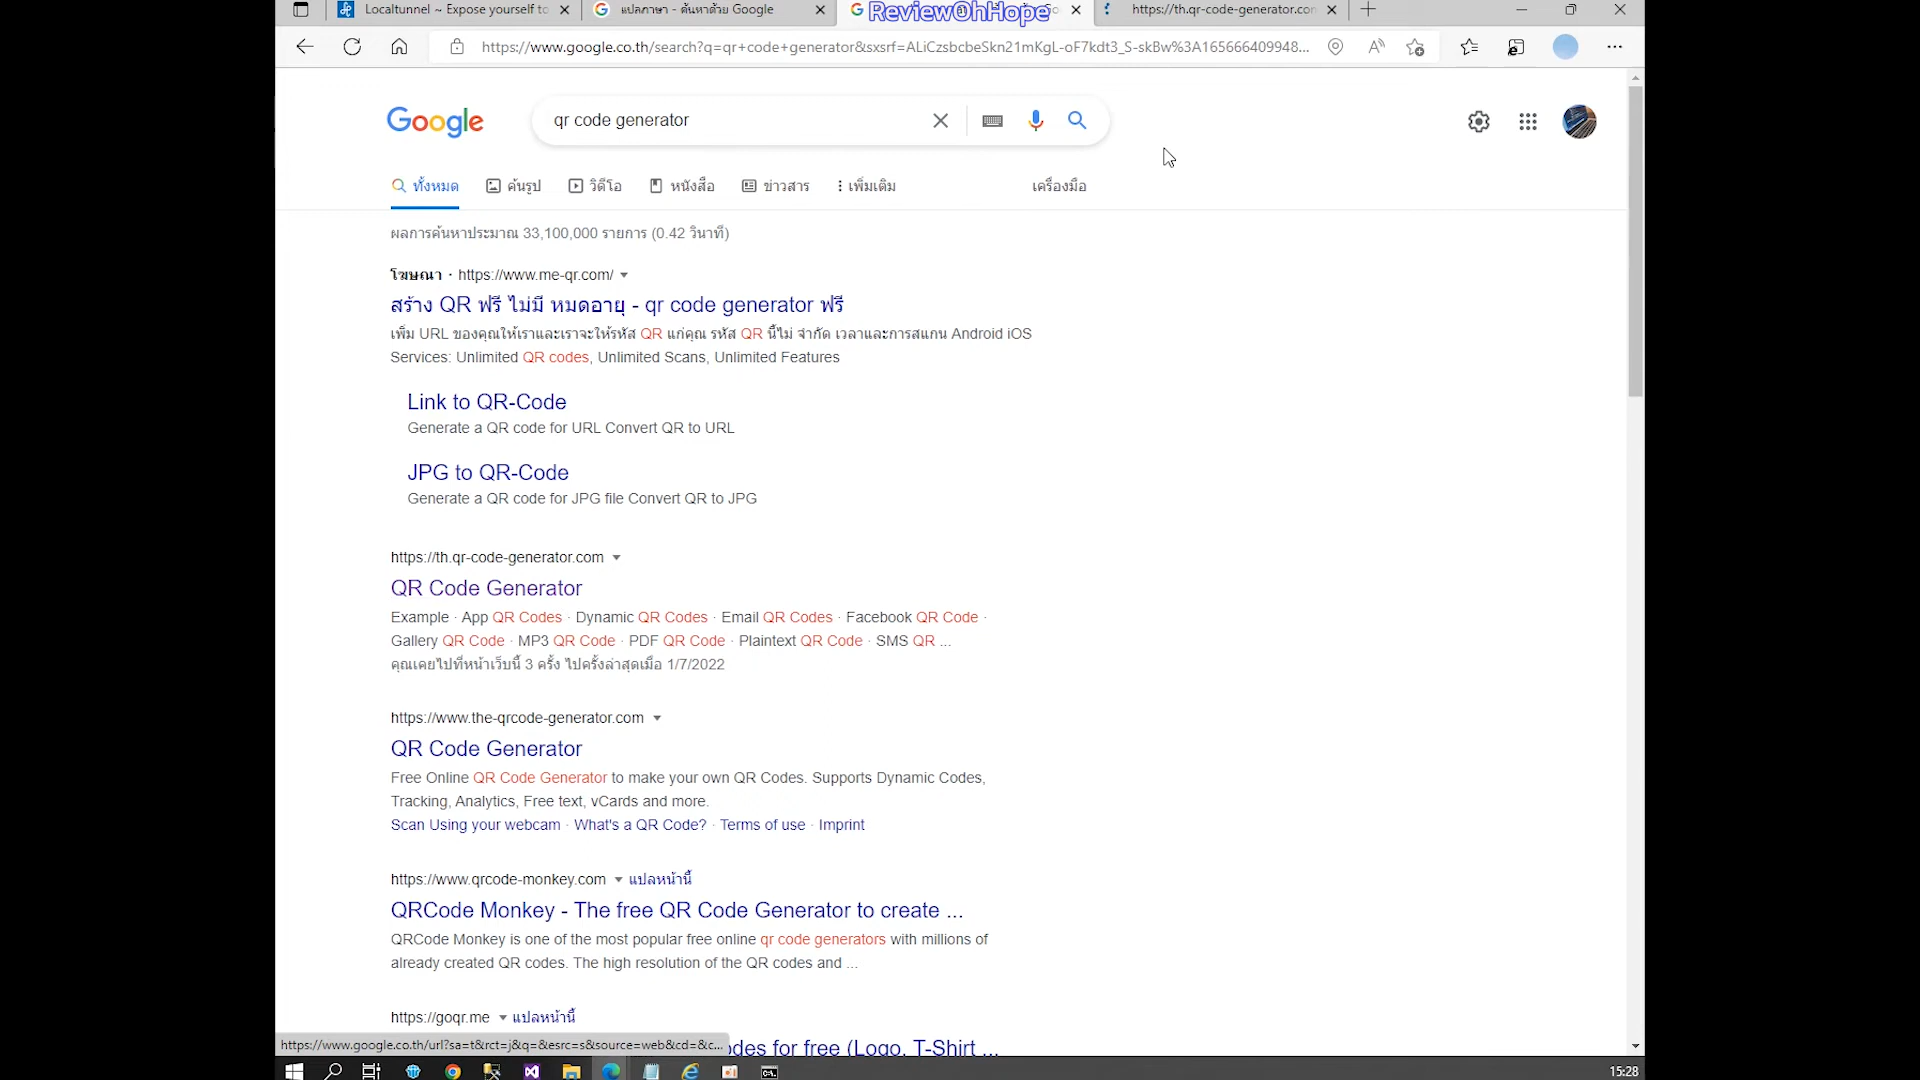 Localtunnel ~ Expose yourself to
แปลภาษา - ค้นหาด้วย Google
ReviewOhHope
https://th.qr-code-generator.con
https://www.google.co.th/search?q=qr+code+generator&sxsrf=ALiCzsbcbeSkn21mKgL-oF7kdt3_S-skBw%3A165666409948...
Google
qr code generator
ทั้งหมด
ค้นรูป
วิดีโอ
หนังสือ
ข่าวสาร
เพิ่มเติม
เครื่องมือ
ผลการค้นหาประมาณ 33,100,000 รายการ (0.42 วินาที)
โฆษณา · https://www.me-qr.com/
สร้าง QR ฟรี ไม่มี หมดอายุ - qr code generator ฟรี
เพิ่ม URL ของคุณให้เราและเราจะให้รหัส QR แก่คุณ รหัส QR นี้ไม่ จำกัด เวลาและการสแกน Android iOS
Services: Unlimited QR codes, Unlimited Scans, Unlimited Features
Link to QR-Code
Generate a QR code for URL Convert QR to URL
JPG to QR-Code
Generate a QR code for JPG file Convert QR to JPG
https://th.qr-code-generator.com
QR Code Generator
Example · App QR Codes · Dynamic QR Codes · Email QR Codes · Facebook QR Code ·
Gallery QR Code · MP3 QR Code · PDF QR Code · Plaintext QR Code · SMS QR ...
คุณเคยไปที่หน้าเว็บนี้ 3 ครั้ง ไปครั้งล่าสุดเมื่อ 1/7/2022
https://www.the-qrcode-generator.com
QR Code Generator
Free Online QR Code Generator to make your own QR Codes. Supports Dynamic Codes,
Tracking, Analytics, Free text, vCards and more.
Scan Using your webcam · What's a QR Code? · Terms of use · Imprint
https://www.qrcode-monkey.com แปลหน้านี้
QRCode Monkey - The free QR Code Generator to create ...
QRCode Monkey is one of the most popular free online qr code generators with millions of
already created QR codes. The high resolution of the QR codes and ...
https://goqr.me แปลหน้านี้
https://www.google.co.th/url?sa=t&rct=j&q=&esrc=s&source=web&cd=&c...
odes for free (Logo, T-Shirt ...
15:28